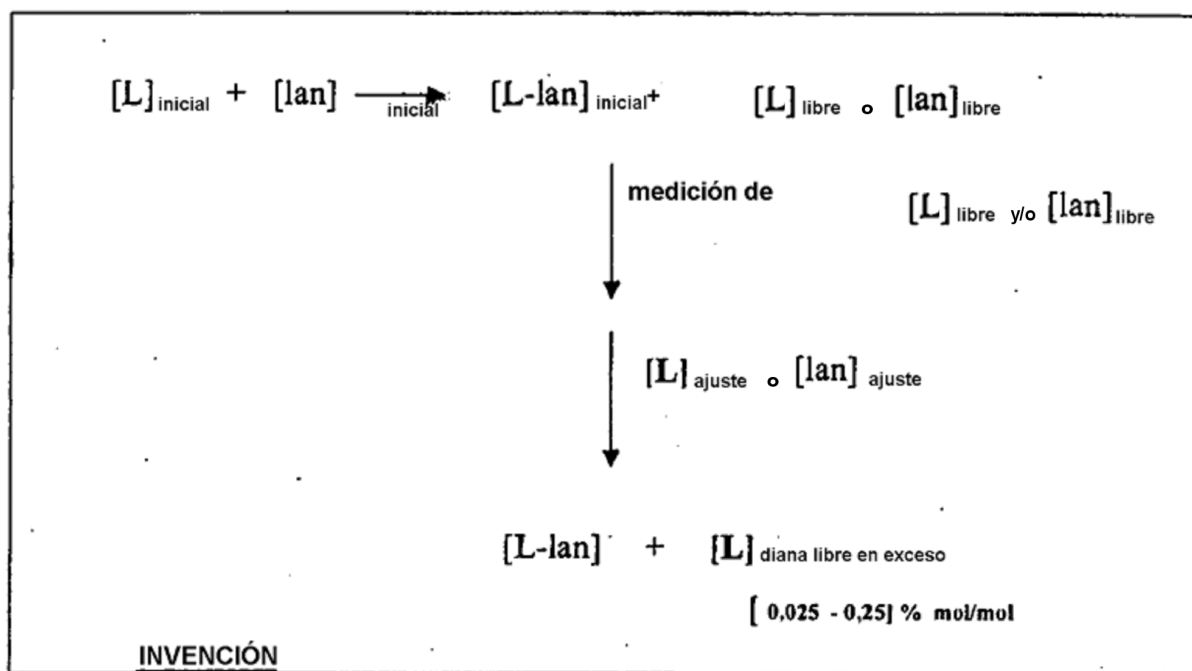 [L] inicial + [lan] inicial [L-lan] inicial+ [L] libre o [lan] libre
medición de [L] libre y/o [lan] libre
[L] ajuste o [lan] ajuste
[L-lan] + [L] diana libre en exceso
[ 0,025 - 0,25] % mol/mol
INVENCIÓN